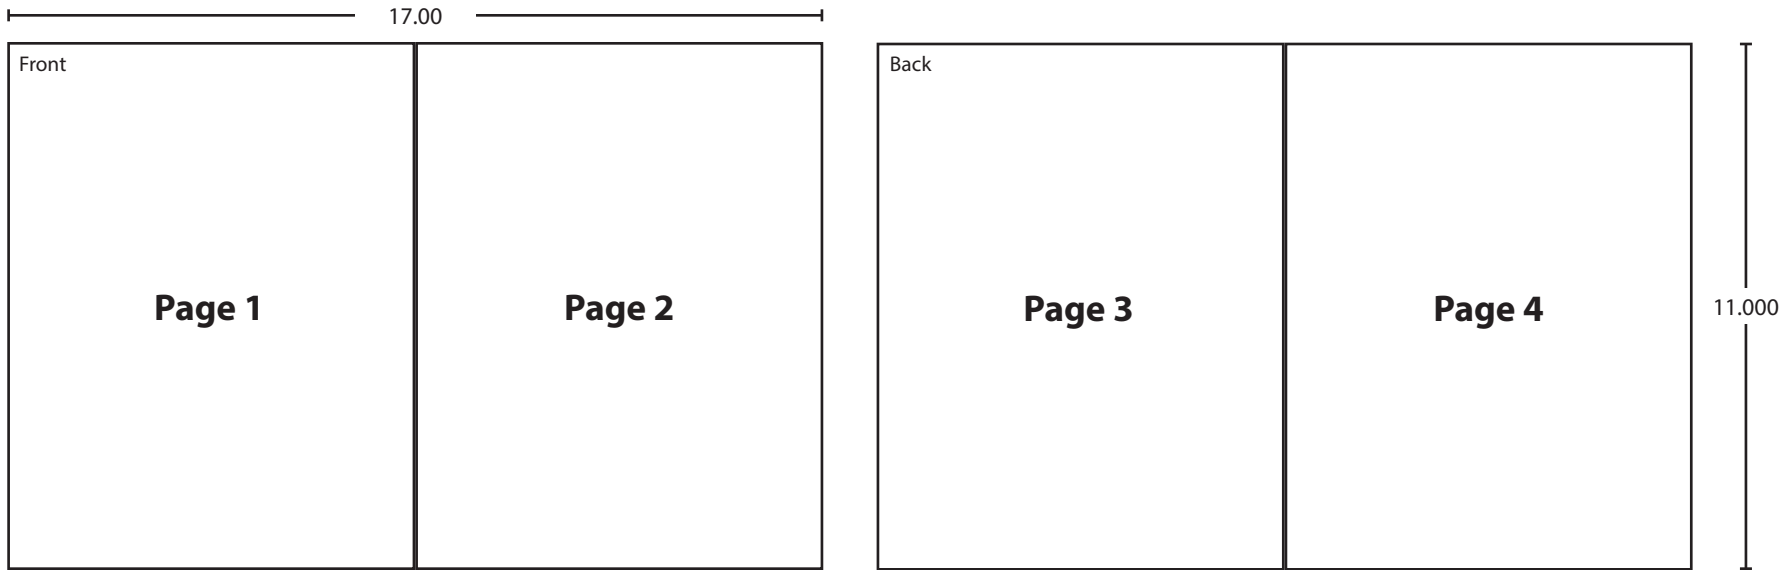 17.00
Front
Page 1
Page 2
Back
Page 3
Page 4
11.000